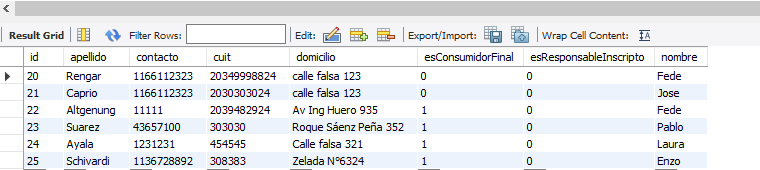 Result Grid Filter Rows: Edit: Export/Import: Wrap Cell Content: IA
id apellido contacto cuit domicilio esConsumidorFinal esResponsableInscripto nombre
20 Rengar 1166112323 20349998824 calle falsa 123 0 0 Fede
21 Caprio 1166112323 2030303024 calle falsa 123 0 0 Jose
22 Altgenung 11111 2039482924 Av Ing Huero 935 1 0 Fede
23 Suarez 43657100 303030 Roque Sáenz Peña 352 1 0 Pablo
24 Ayala 1231231 454545 Calle falsa 321 1 0 Laura
25 Schivardi 1136728892 308383 Zelada Nº6324 1 0 Enzo